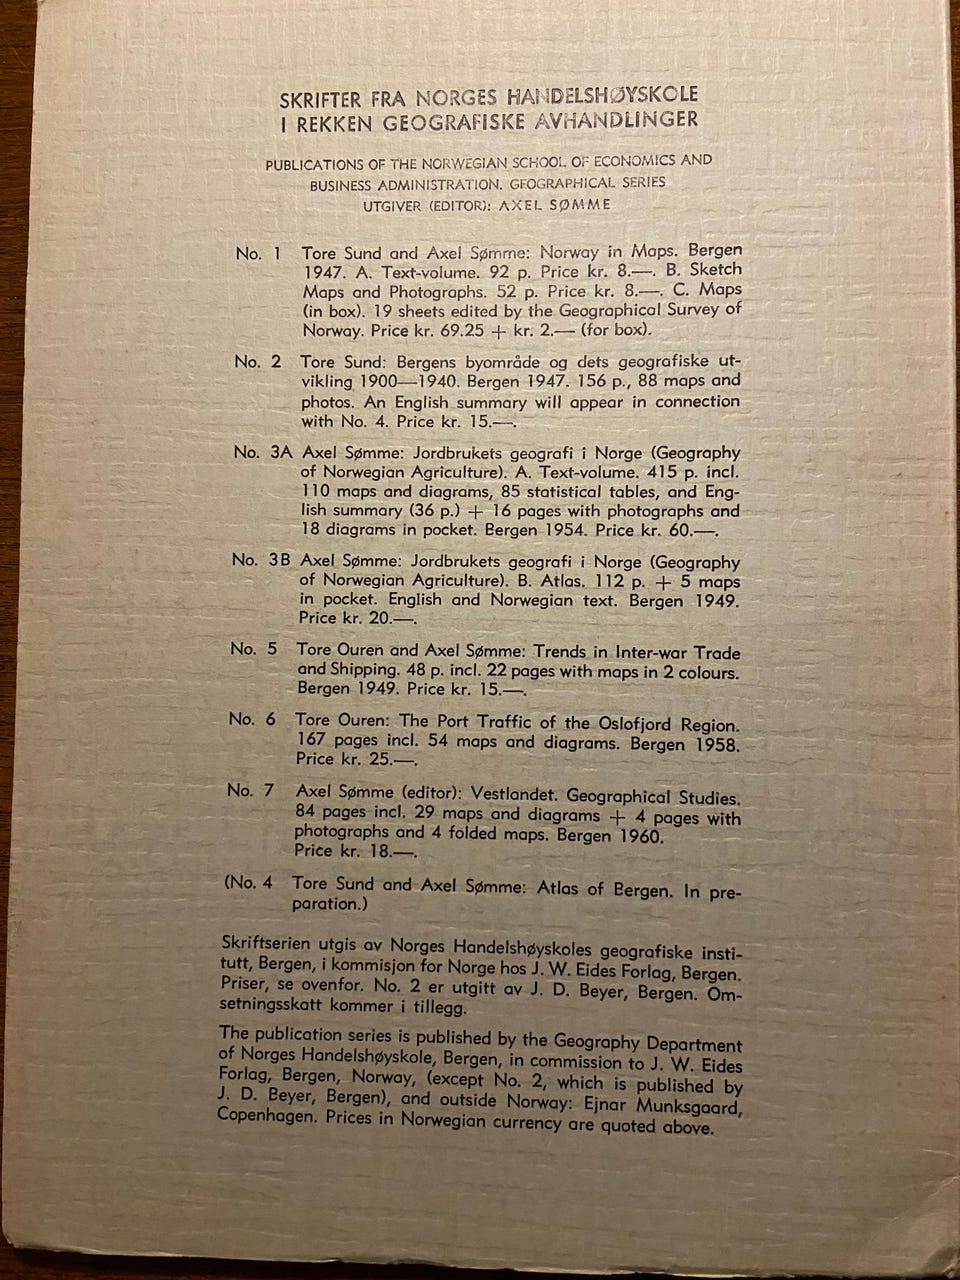 SKRIFTER FRA NORGES HANDELSHØYSKOLE
I REKKEN GEOGRAFISKE AVHANDLINGER
PUBLICATIONS OF THE NORWEGIAN SCHOOL OF ECONOMICS AND
BUSINESS ADMINISTRATION. GEOGRAPHICAL SERIES
UTGIVER (EDITOR): AXEL SØMME
No. 1 Tore Sund and Axel Sømme: Norway in Maps. Bergen
1947. A. Text-volume. 92 p. Price kr. 8.—. B. Sketch
Maps and Photographs. 52 p. Price kr. 8.—. C. Maps
(in box). 19 sheets edited by the Geographical Survey of
Norway. Price kr. 69.25 + kr. 2.— (for box).
No. 2 Tore Sund: Bergens byområde og dets geografiske ut-
vikling 1900—1940. Bergen 1947. 156 p., 88 maps and
photos. An English summary will appear in connection
with No. 4. Price kr. 15.—.
No. 3A Axel Sømme: Jordbrukets geografi i Norge (Geography
of Norwegian Agriculture). A. Text-volume. 415 p. incl.
110 maps and diagrams, 85 statistical tables, and Eng-
lish summary (36 p.) + 16 pages with photographs and
18 diagrams in pocket. Bergen 1954. Price kr. 60.—.
No. 3B Axel Sømme: Jordbrukets geografi i Norge (Geography
of Norwegian Agriculture). B. Atlas. 112 p. + 5 maps
in pocket. English and Norwegian text. Bergen 1949.
Price kr. 20.—.
No. 5 Tore Ouren and Axel Sømme: Trends in Inter-war Trade
and Shipping. 48 p. incl. 22 pages with maps in 2 colours.
Bergen 1949. Price kr. 15.—.
No. 6 Tore Ouren: The Port Traffic of the Oslofjord Region.
167 pages incl. 54 maps and diagrams. Bergen 1958.
Price kr. 25.—.
No. 7 Axel Sømme (editor): Vestlandet. Geographical Studies.
84 pages incl. 29 maps and diagrams + 4 pages with
photographs and 4 folded maps. Bergen 1960.
Price kr. 18.—.
(No. 4 Tore Sund and Axel Sømme: Atlas of Bergen. In pre-
paration.)
Skriftserien utgis av Norges Handelshøyskoles geografiske insti-
tutt, Bergen, i kommisjon for Norge hos J. W. Eides Forlag, Bergen.
Priser, se ovenfor. No. 2 er utgitt av J. D. Beyer, Bergen. Om-
setningsskatt kommer i tillegg.
The publication series is published by the Geography Department
of Norges Handelshøyskole, Bergen, in commission to J. W. Eides
Forlag, Bergen, Norway, (except No. 2, which is published by
J. D. Beyer, Bergen), and outside Norway: Ejnar Munksgaard,
Copenhagen. Prices in Norwegian currency are quoted above.